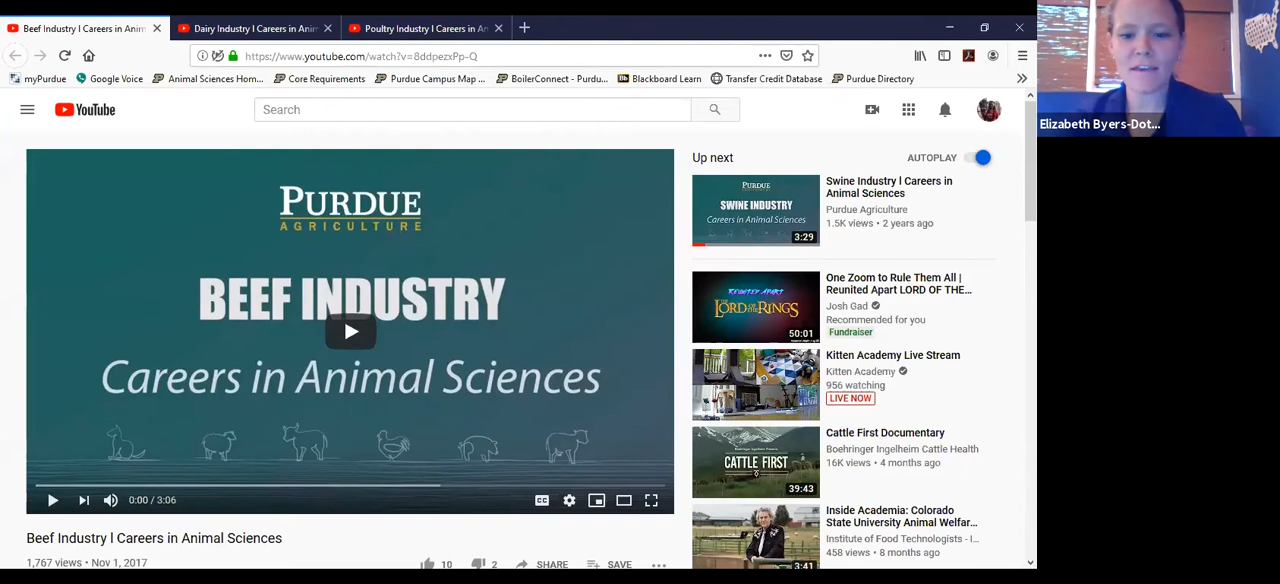 Beef Industry l Careers in Anim
Dairy Industry l Careers in Anim
Poultry Industry l Careers in An
https://www.youtube.com/watch?v=8ddpezxPp-Q
myPurdue
Google Voice
Animal Sciences Hom...
Core Requirements
Purdue Campus Map ...
BoilerConnect - Purdu...
Blackboard Learn
Transfer Credit Database
Purdue Directory
YouTube
Search
PURDUE
AGRICULTURE
BEEF INDUSTRY
Careers in Animal Sciences
0:00 / 3:06
CC
Beef Industry l Careers in Animal Sciences
1,767 views • Nov 1, 2017
10
2
SHARE
SAVE
Up next
AUTOPLAY
PURDUE
SWINE INDUSTRY
Careers in Animal Sciences
3:29
Swine Industry l Careers in
Animal Sciences
Purdue Agriculture
1.5K views • 2 years ago
REUNITED APART
THE
LORD OF THE
RINGS
50:01
One Zoom to Rule Them All |
Reunited Apart LORD OF THE...
Josh Gad
Recommended for you
Fundraiser
Kitten Academy Live Stream
Kitten Academy
956 watching
LIVE NOW
CATTLE FIRST
39:43
Cattle First Documentary
Boehringer Ingelheim Cattle Health
16K views • 4 months ago
3:41
Inside Academia: Colorado
State University Animal Welfar...
Institute of Food Technologists - I...
458 views • 8 months ago
Elizabeth Byers-Dot...